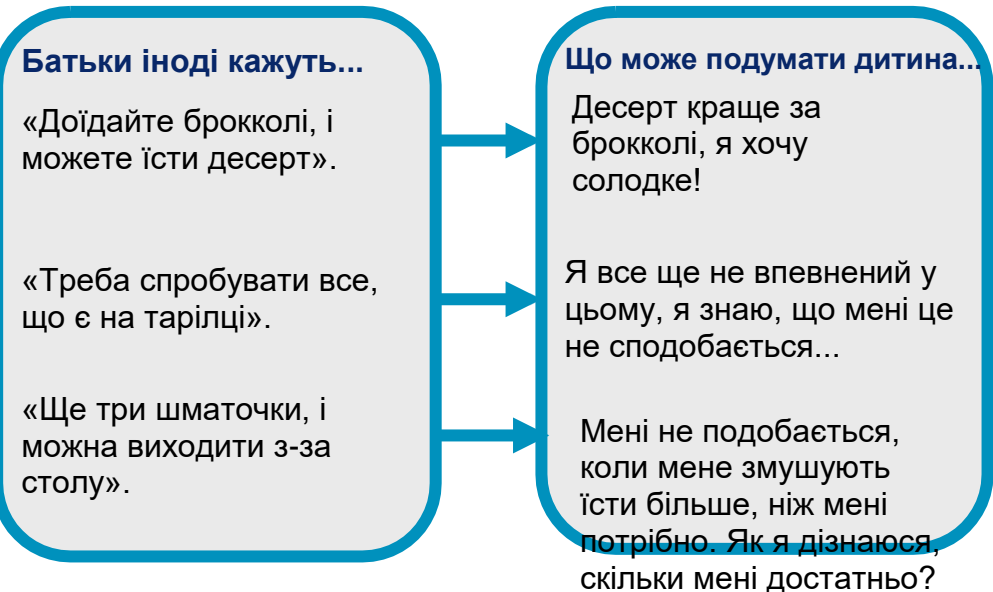 Батьки іноді кажуть...
«Доїдайте брокколі, і
можете їсти десерт».
«Треба спробувати все,
що є на тарілці».
«Ще три шматочки, і
можна виходити з-за
столу».
Що може подумати дитина...
Десерт краще за
брокколі, я хочу
солодке!
Я все ще не впевнений у
цьому, я знаю, що мені це
не сподобається...
Мені не подобається,
коли мене змушують
їсти більше, ніж мені
потрібно. Як я дізнаюся,
скільки мені достатньо?